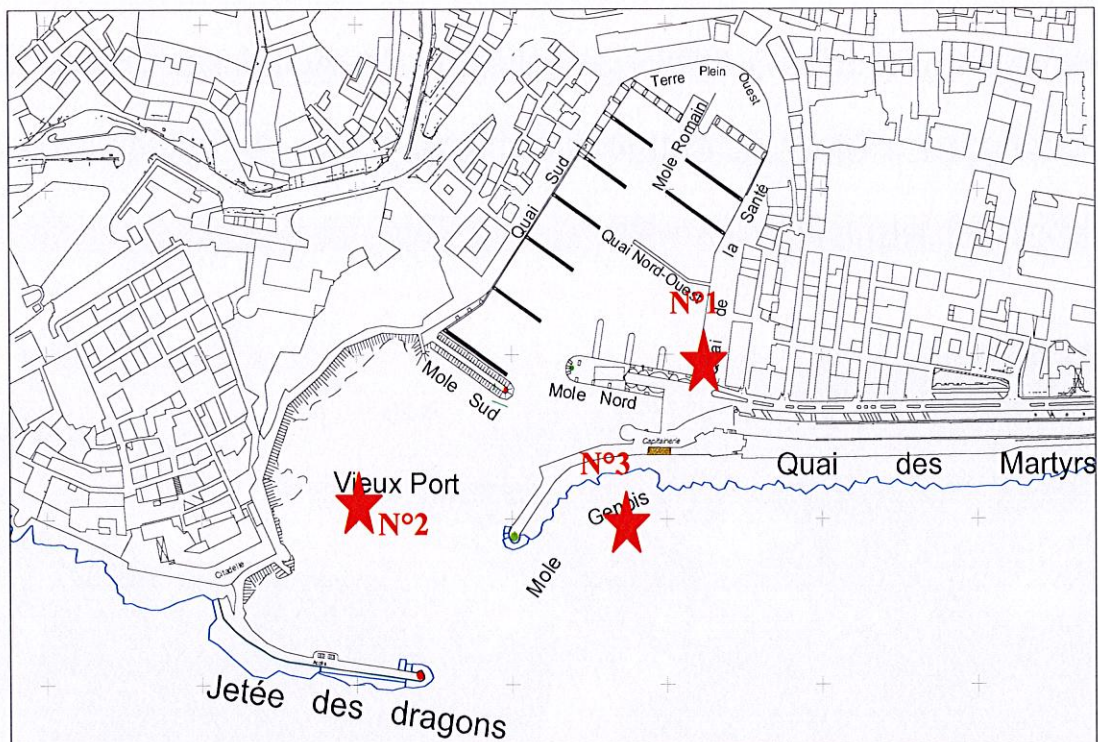 Terre Plein Ouest
Mole Romain
Quai Sud
la Santé
Quai Nord-Ouest
de
N°1
Mole Sud
Mole Nord
Capitainerie
Quai des Martyrs
N°3
Vieux Port
Genois
N°2
Mole
Citadelle
Jetée des dragons